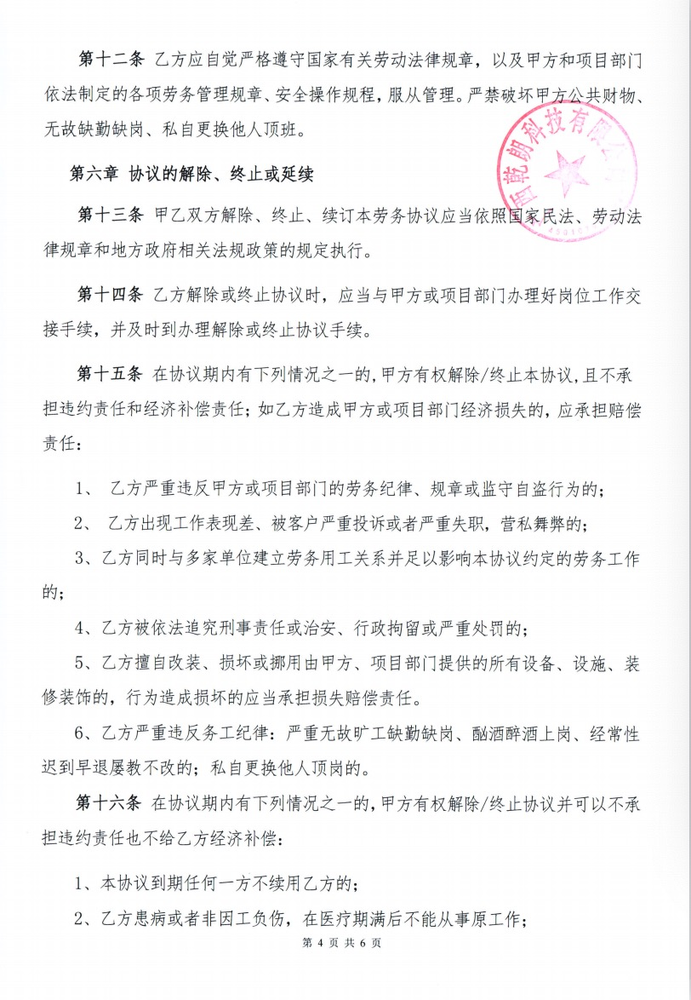 第十二条 乙方应自觉严格遵守国家有关劳动法律规章，以及甲方和项目部门
依法制定的各项劳务管理规章、安全操作规程，服从管理。严禁破坏甲方公共财物、
无故缺勤缺岗、私自更换他人顶班。
西乾朗科技有限公
第六章 协议的解除、终止或延续
第十三条 甲乙双方解除、终止、续订本劳务协议应当依照国家民法、劳动法
律规章和地方政府相关法规政策的规定执行。
第十四条 乙方解除或终止协议时，应当与甲方或项目部门办理好岗位工作交
接手续，并及时到办理解除或终止协议手续。
第十五条 在协议期内有下列情况之一的,甲方有权解除/终止本协议,且不承
担违约责任和经济补偿责任；如乙方造成甲方或项目部门经济损失的，应承担赔偿
责任：
1、 乙方严重违反甲方或项目部门的劳务纪律、规章或监守自盗行为的；
2、 乙方出现工作表现差、被客户严重投诉或者严重失职，营私舞弊的；
3、乙方同时与多家单位建立劳务用工关系并足以影响本协议约定的劳务工作
的；
4、乙方被依法追究刑事责任或治安、行政拘留或严重处罚的；
5、乙方擅自改装、损坏或挪用由甲方、项目部门提供的所有设备、设施、装
修装饰的，行为造成损坏的应当承担损失赔偿责任。
6、乙方严重违反务工纪律：严重无故旷工缺勤缺岗、酗酒醉酒上岗、经常性
迟到早退屡教不改的；私自更换他人顶岗的。
第十六条 在协议期内有下列情况之一的,甲方有权解除/终止协议并可以不承
担违约责任也不给乙方经济补偿：
1、本协议到期任何一方不续用乙方的；
2、乙方患病或者非因工负伤，在医疗期满后不能从事原工作；
第 4 页 共 6 页